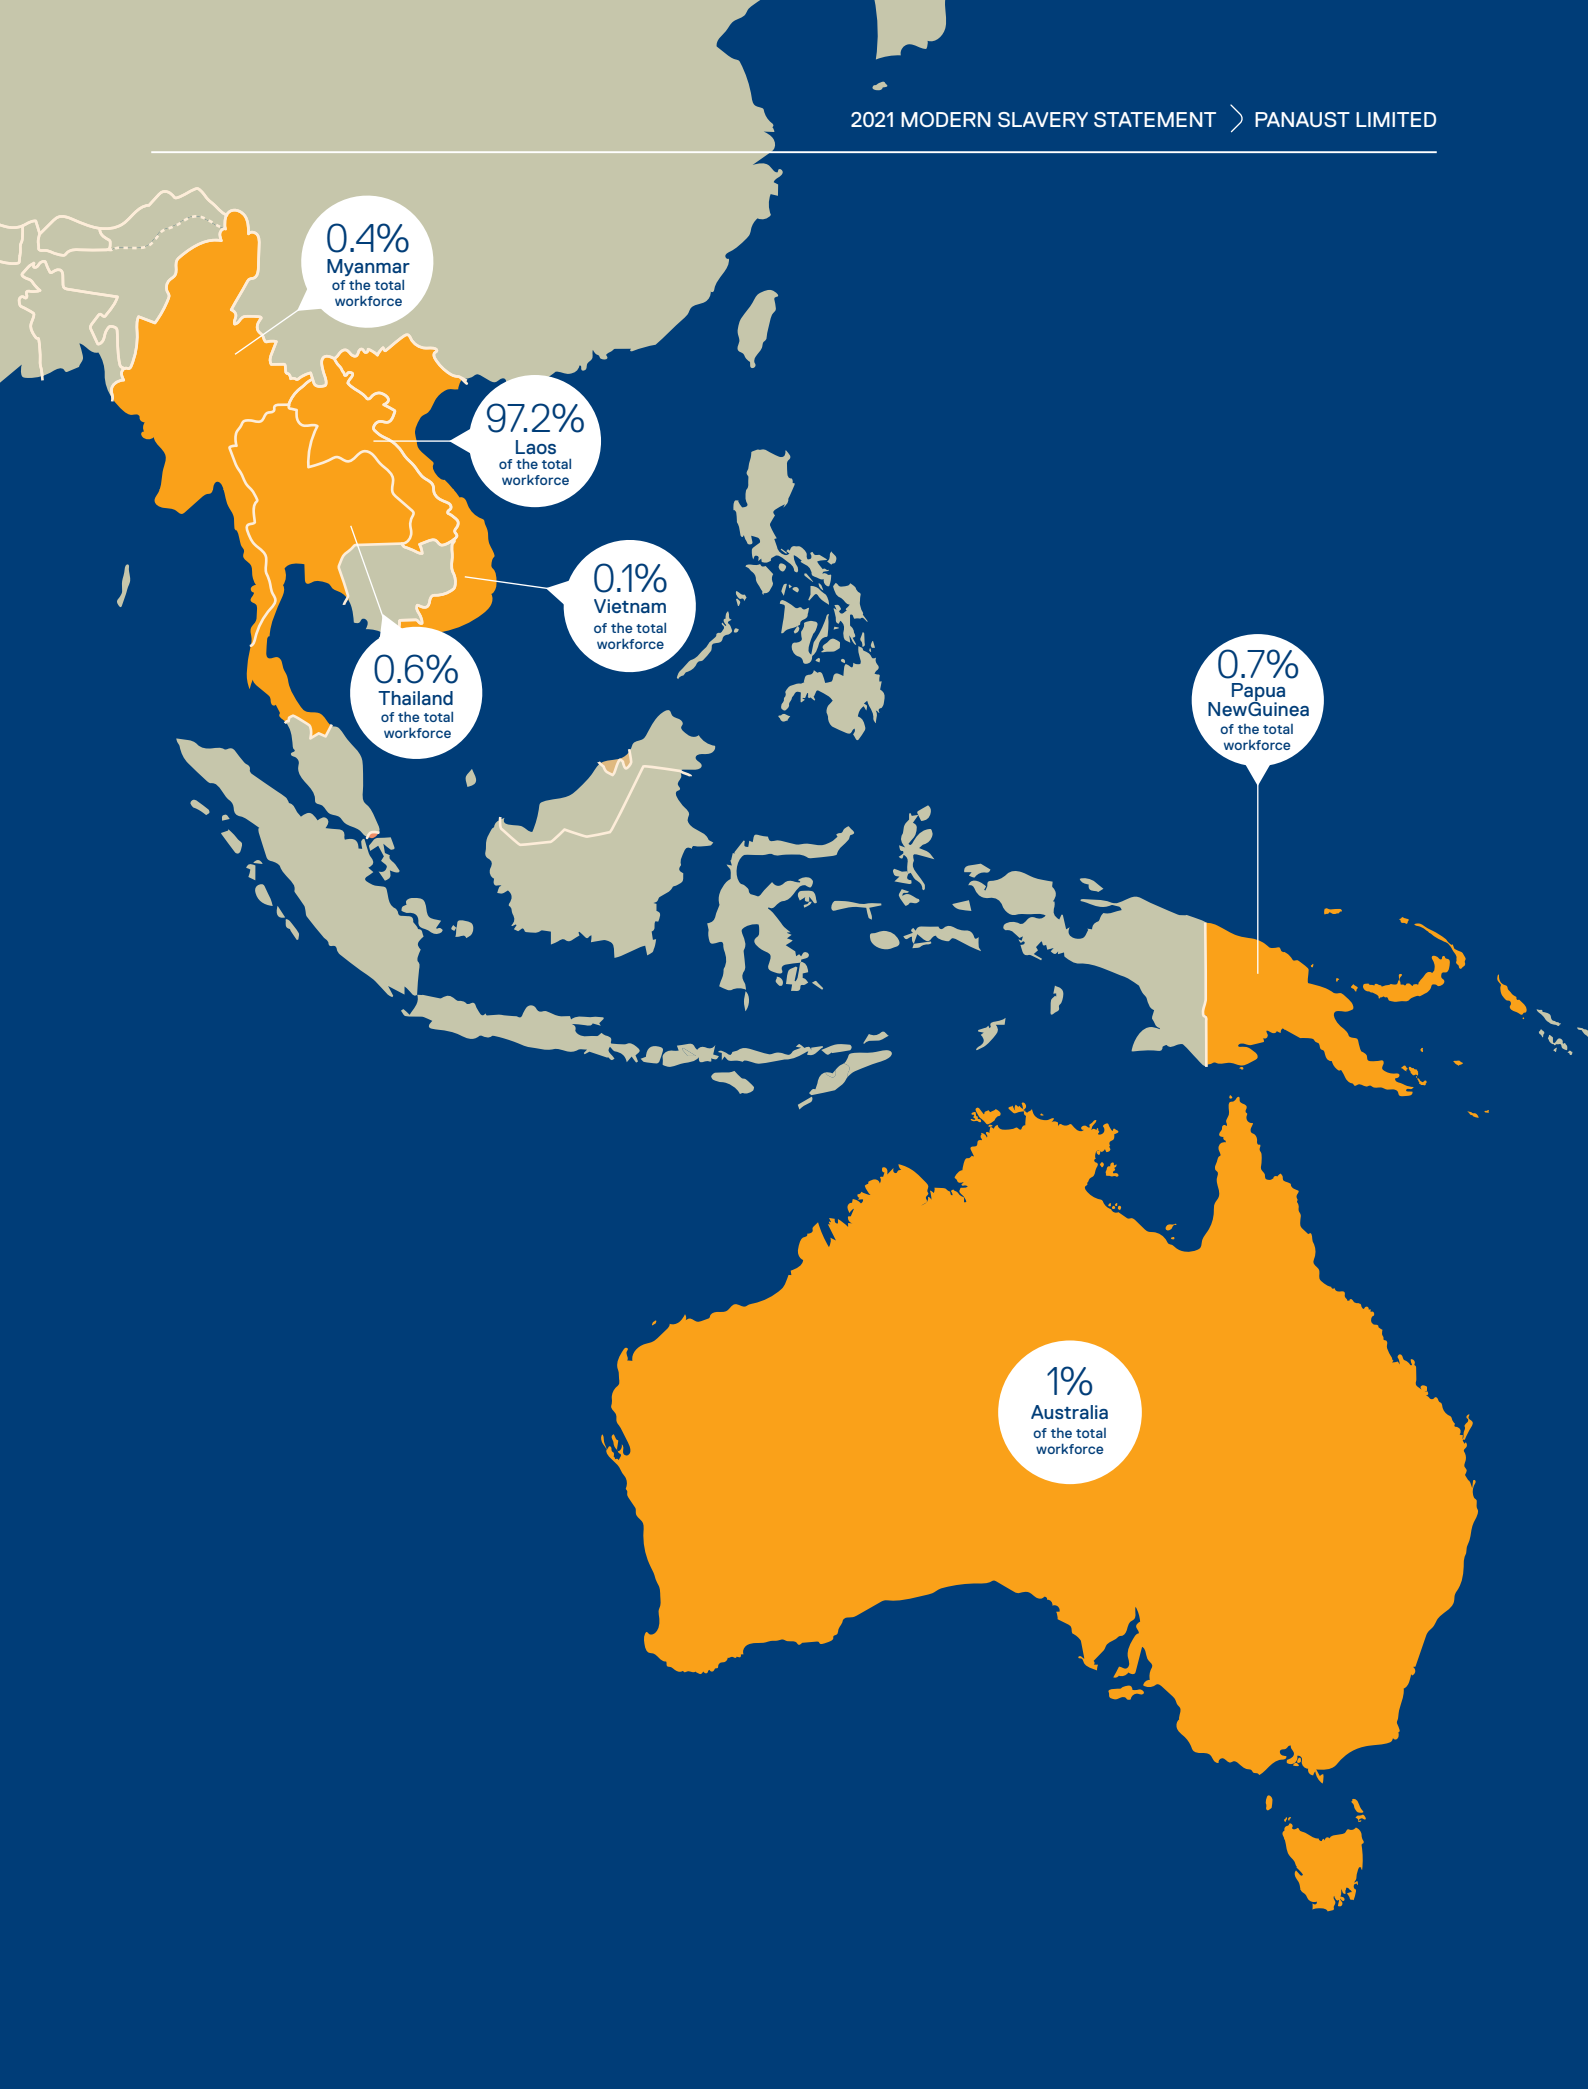 2021 MODERN SLAVERY STATEMENT > PANAUST LIMITED
0.4%
Myanmar
of the total
workforce
97.2%
Laos
of the total
workforce
0.1%
Vietnam
of the total
workforce
0.6%
Thailand
of the total
workforce
0.7%
Papua
NewGuinea
of the total
workforce
1%
Australia
of the total
workforce